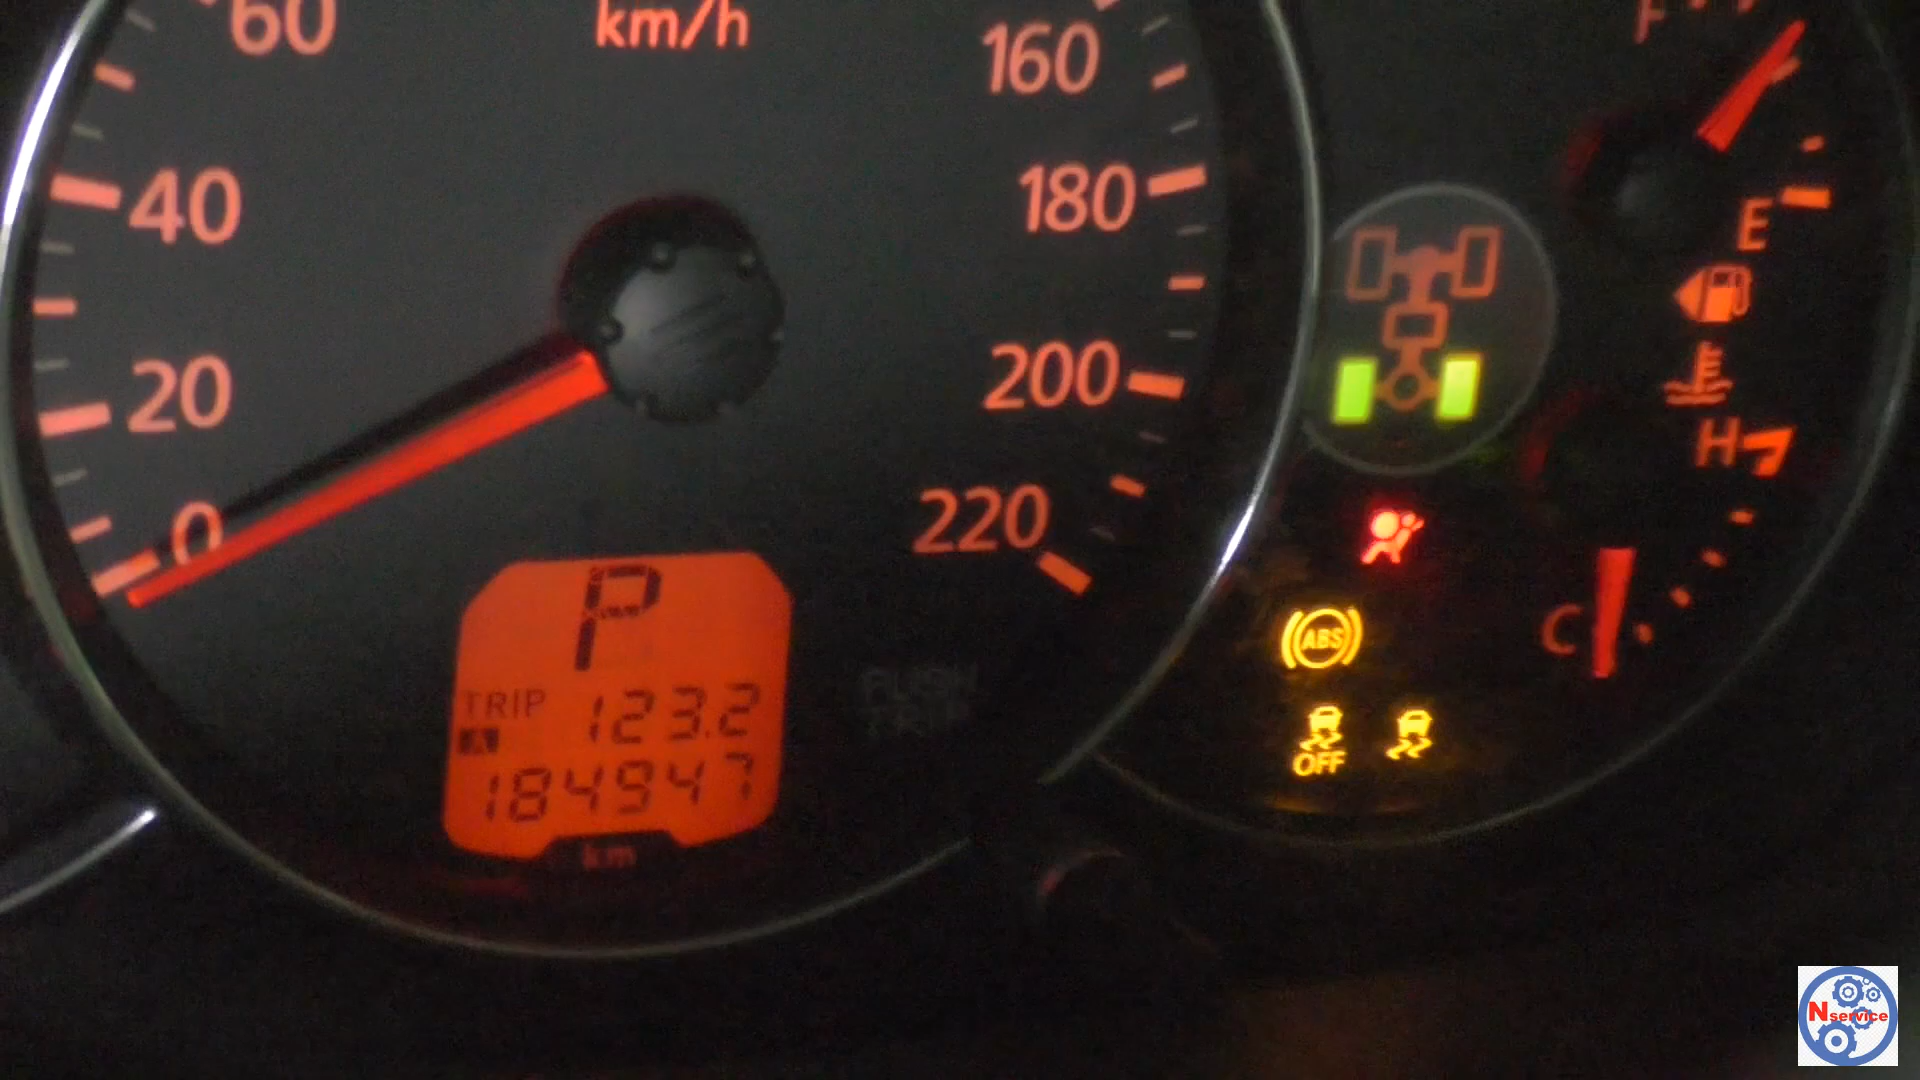 60
km/h
160
F
40
180
E
20
200
H
0
220
P
C
ABS
TRIP 123.2
A
PUSH
TRIP
OFF
184947
km
Nservice